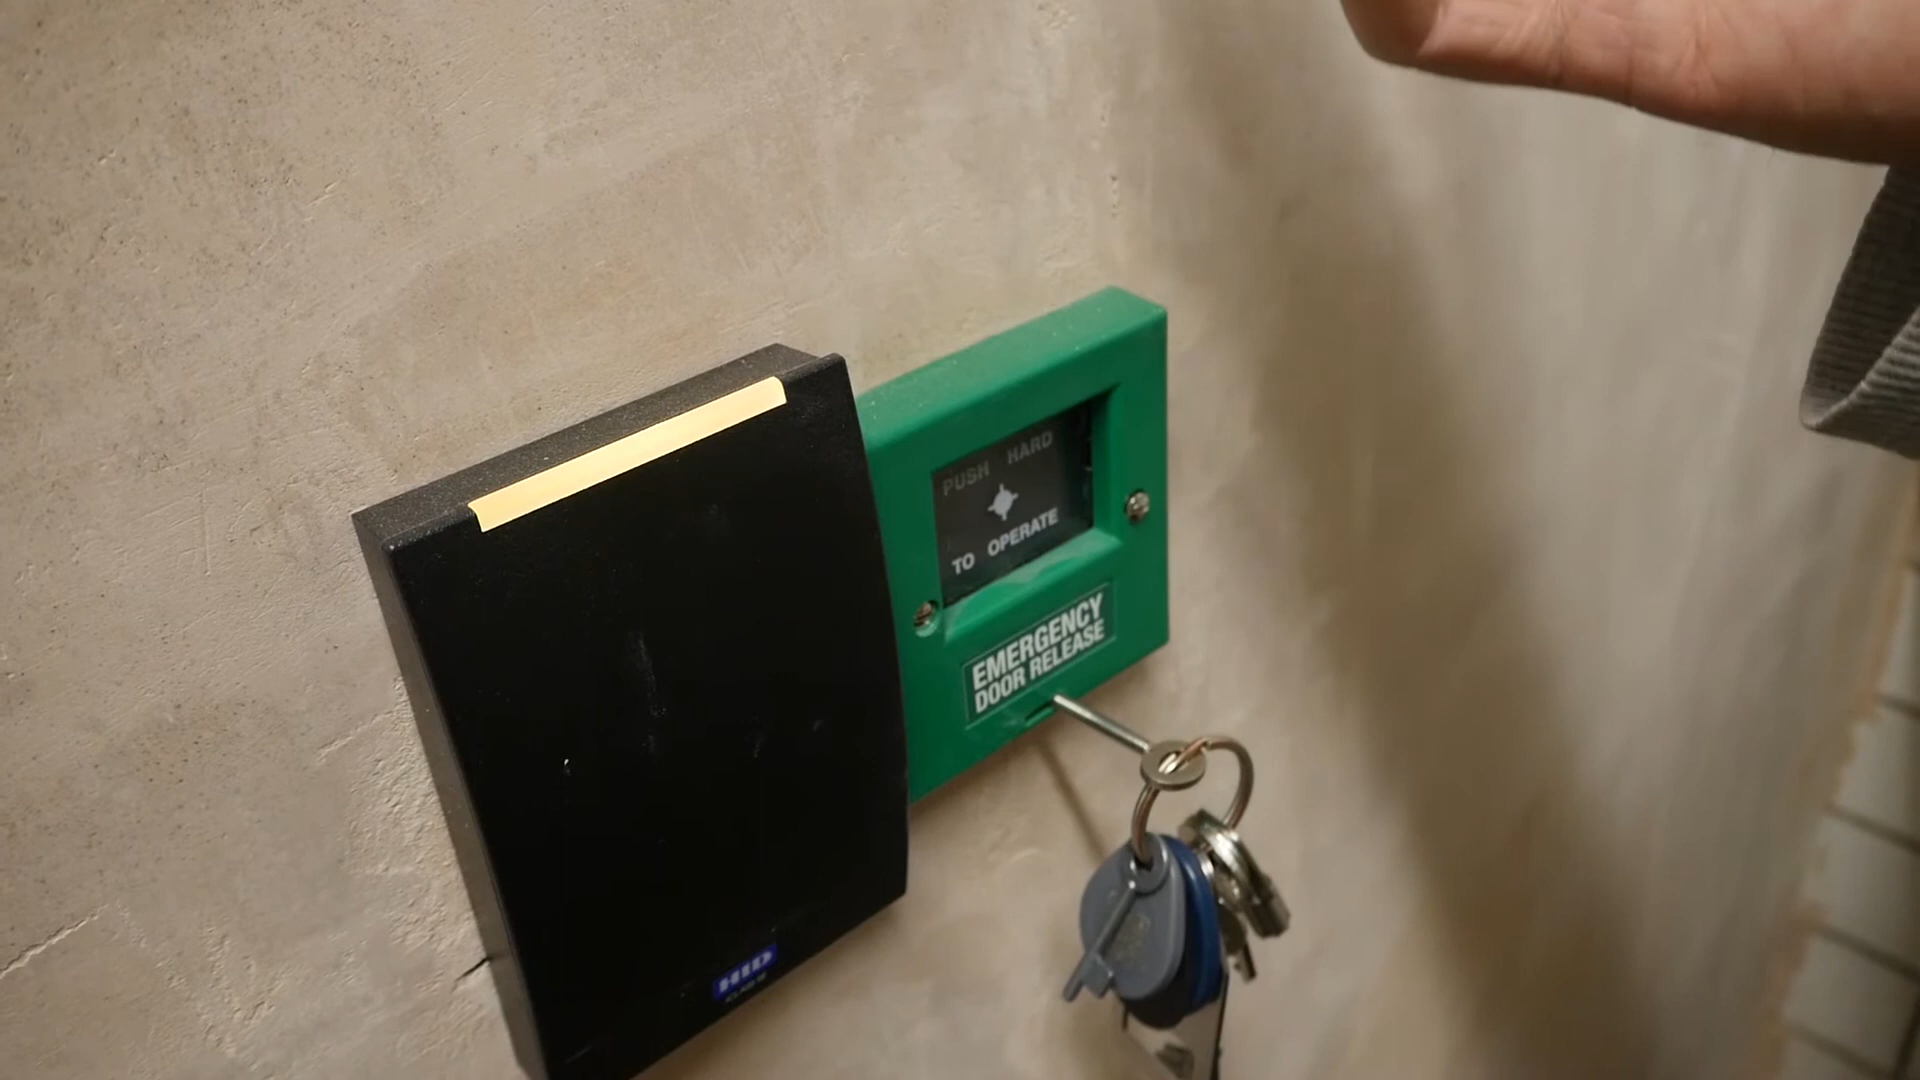 PUSH HARD
TO OPERATE
EMERGENCY
DOOR RELEASE
HID